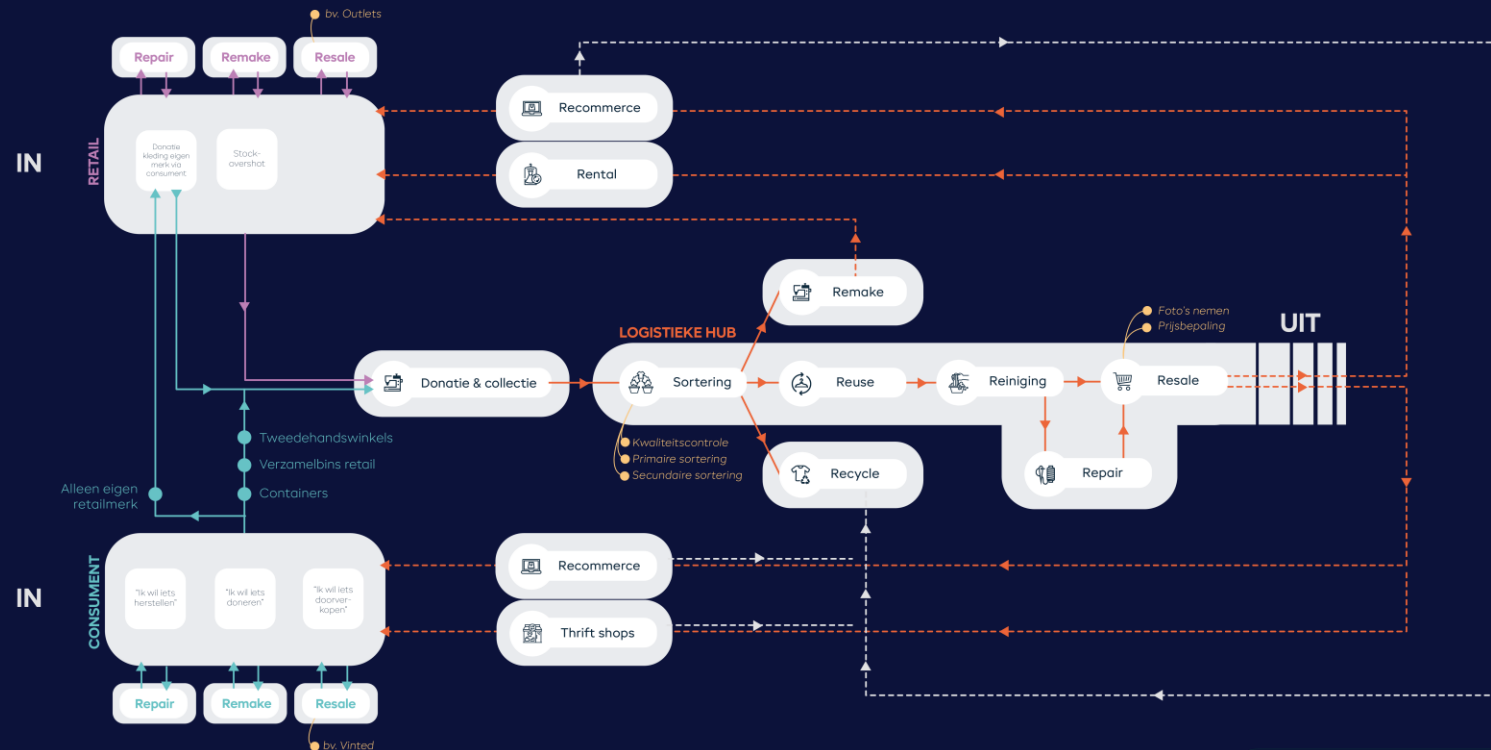 bv. Outlets
Repair
Remake
Resale
Recommerce
IN
RETAIL
Donatie
kleding eigen
merk via
consument
Stock-
overshot
Rental
Remake
LOGISTIEKE HUB
Foto's nemen
Prijsbepaling
UIT
Donatie & collectie
Sortering
Reuse
Reiniging
Resale
Kwaliteitscontrole
Primaire sortering
Secundaire sortering
Recycle
Repair
Tweedehandswinkels
Verzamelbins retail
Containers
Alleen eigen
retailmerk
IN
CONSUMENT
"Ik wil iets
herstellen"
"Ik wil iets
doneren"
"Ik wil iets
doorver-
kopen"
Recommerce
Thrift shops
Repair
Remake
Resale
bv. Vinted